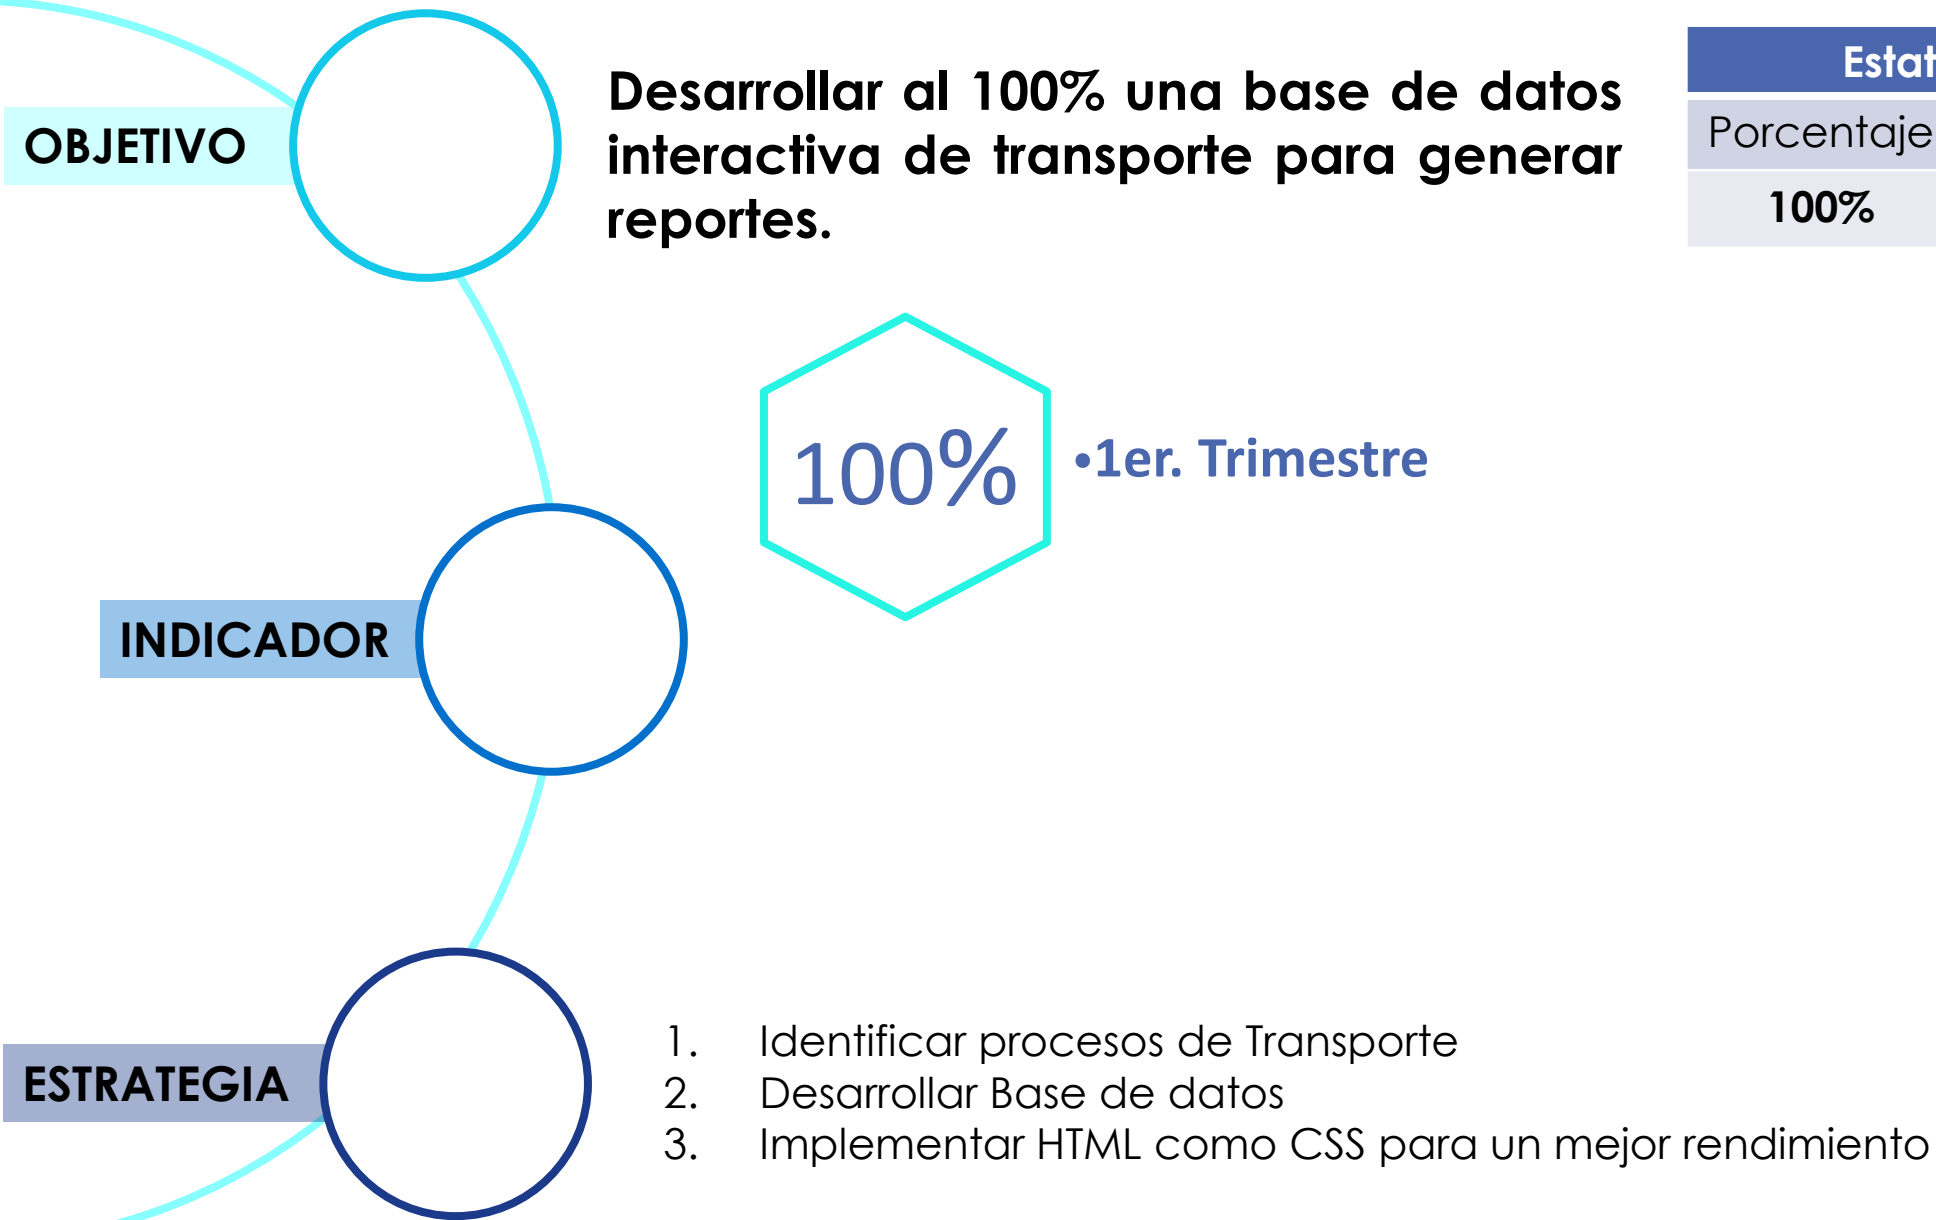 OBJETIVO
Desarrollar al 100% una base de datos
interactiva de transporte para generar
reportes.
Porcentaje
100%
100%
•1er. Trimestre
INDICADOR
ESTRATEGIA
1. Identificar procesos de Transporte
2. Desarrollar Base de datos
3. Implementar HTML como CSS para un mejor rendimiento